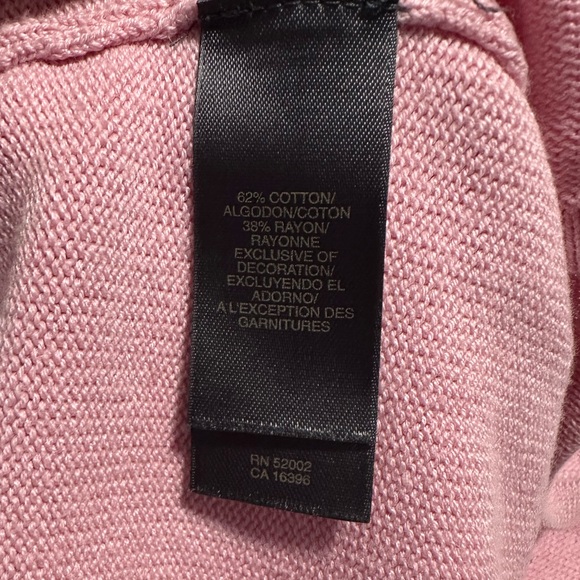 62% COTTON/
ALGODON/COTON
38% RAYON/
RAYONNE
EXCLUSIVE OF
DECORATION/
EXCLUYENDO EL
ADORNO/
A L'EXCEPTION DES
GARNITURES
RN 52002
CA 16396